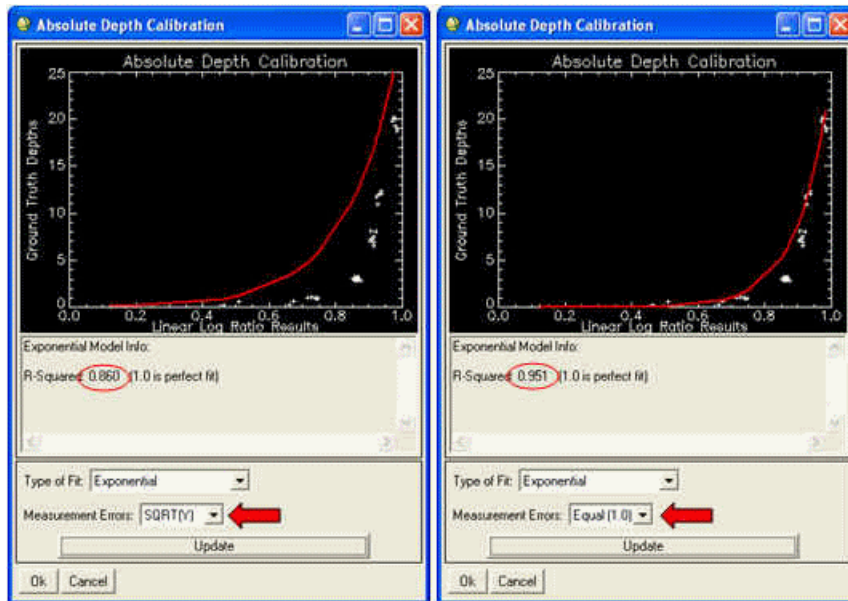 Absolute Depth Calibration
Absolute Depth Calibration
25
20
15
10
5
0
Ground Truth Depths
0.0 0.2 0.4 0.6 0.8 1.0
Linear Log Ratio Results
Exponential Model Info:
R-Squared: 0.860 (1.0 is perfect fit)
Type of Fit: Exponential
Measurement Errors: SQRT(Y)
Update
Ok Cancel
Absolute Depth Calibration
Absolute Depth Calibration
25
20
15
10
5
0
Ground Truth Depths
0.0 0.2 0.4 0.6 0.8 1.0
Linear Log Ratio Results
Exponential Model Info:
R-Squared: 0.951 (1.0 is perfect fit)
Type of Fit: Exponential
Measurement Errors: Equal (1.0)
Update
Ok Cancel